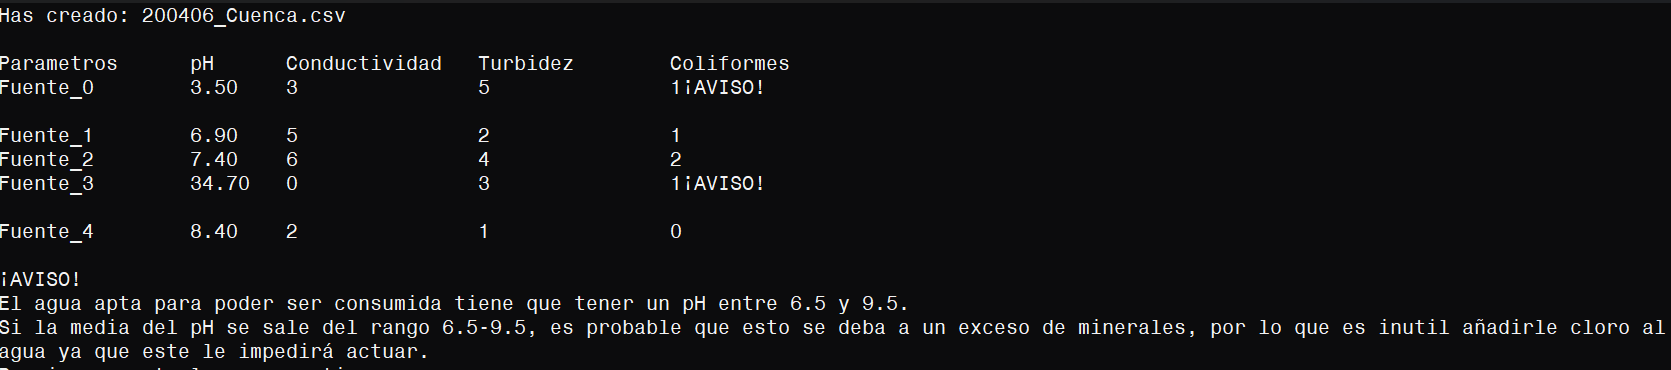 Has creado: 200406_Cuenca.csv
Parametros pH Conductividad Turbidez Coliformes
Fuente_0 3.50 3 5 1¡AVISO!
Fuente_1 6.90 5 2 1
Fuente_2 7.40 6 4 2
Fuente_3 34.70 0 3 1¡AVISO!
Fuente_4 8.40 2 1 0
¡AVISO!
El agua apta para poder ser consumida tiene que tener un pH entre 6.5 y 9.5.
Si la media del pH se sale del rango 6.5-9.5, es probable que esto se deba a un exceso de minerales, por lo que es inutil añadirle cloro al
agua ya que este le impedirá actuar.